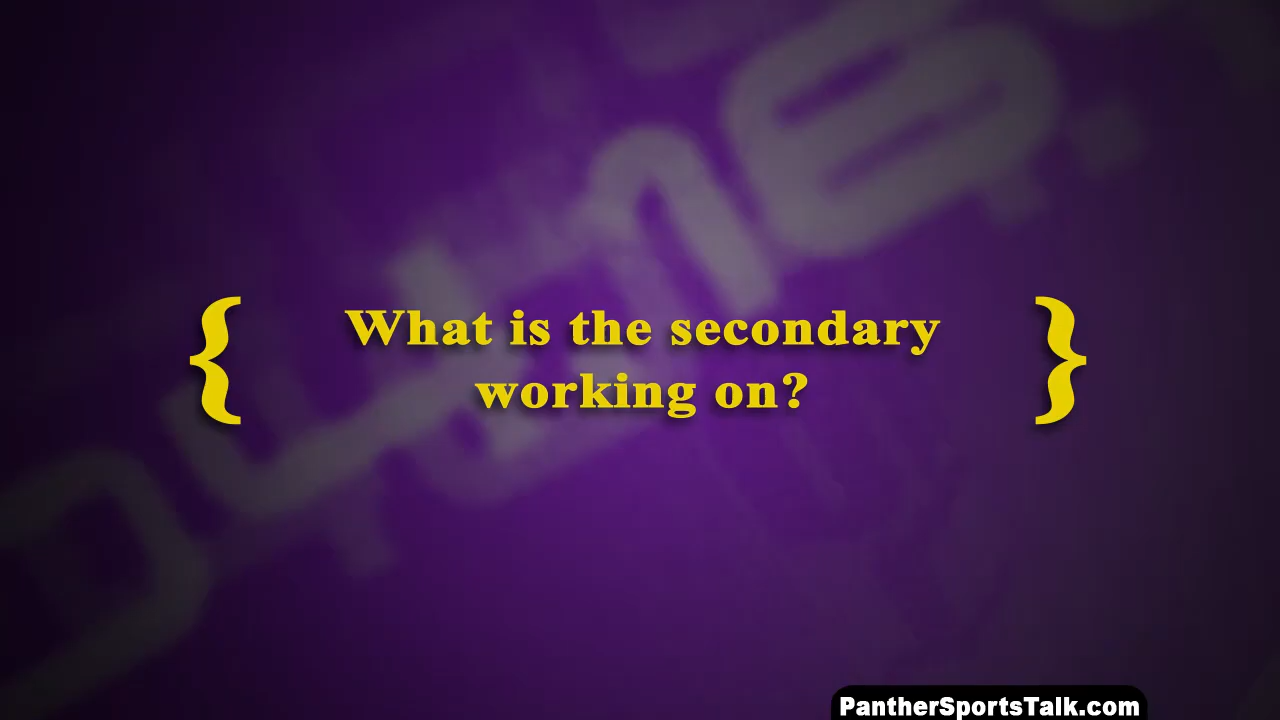 { What is the secondary }
working on?
PantherSportsTalk.com